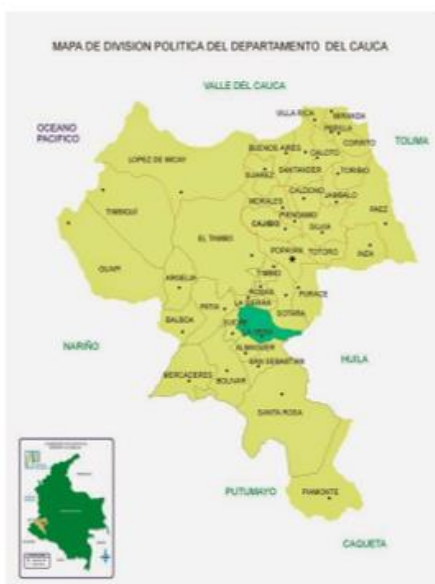 MAPA DE DIVISION POLITICA DEL DEPARTAMENTO DEL CAUCA
VALLE DEL CAUCA
OCEANO
PACIFICO
TOLIMA
VILLA RICA
MIRANDA
PADILLA
CORINTO
LOPEZ DE MICAY
BUENOS AIRES
CALOTO
SANTANDER
SUAREZ
TORIBIO
CALDONO
JAMBALO
MORALES
PIENDAMO
PAEZ
TIMBIQUI
CAJIBIO
SILVIA
EL TAMBO
POPAYAN
TOTORO
INZA
GUAPI
TIMBIO
ARGELIA
ROSAS
PURACE
LA SIERRA
PATIA
SOTARA
BALBOA
SUCRE
LA VEGA
NARIÑO
ALMAGUER
HUILA
SAN SEBASTIAN
MERCADERES
BOLIVAR
SANTA ROSA
PUTUMAYO
PIAMONTE
CAQUETA